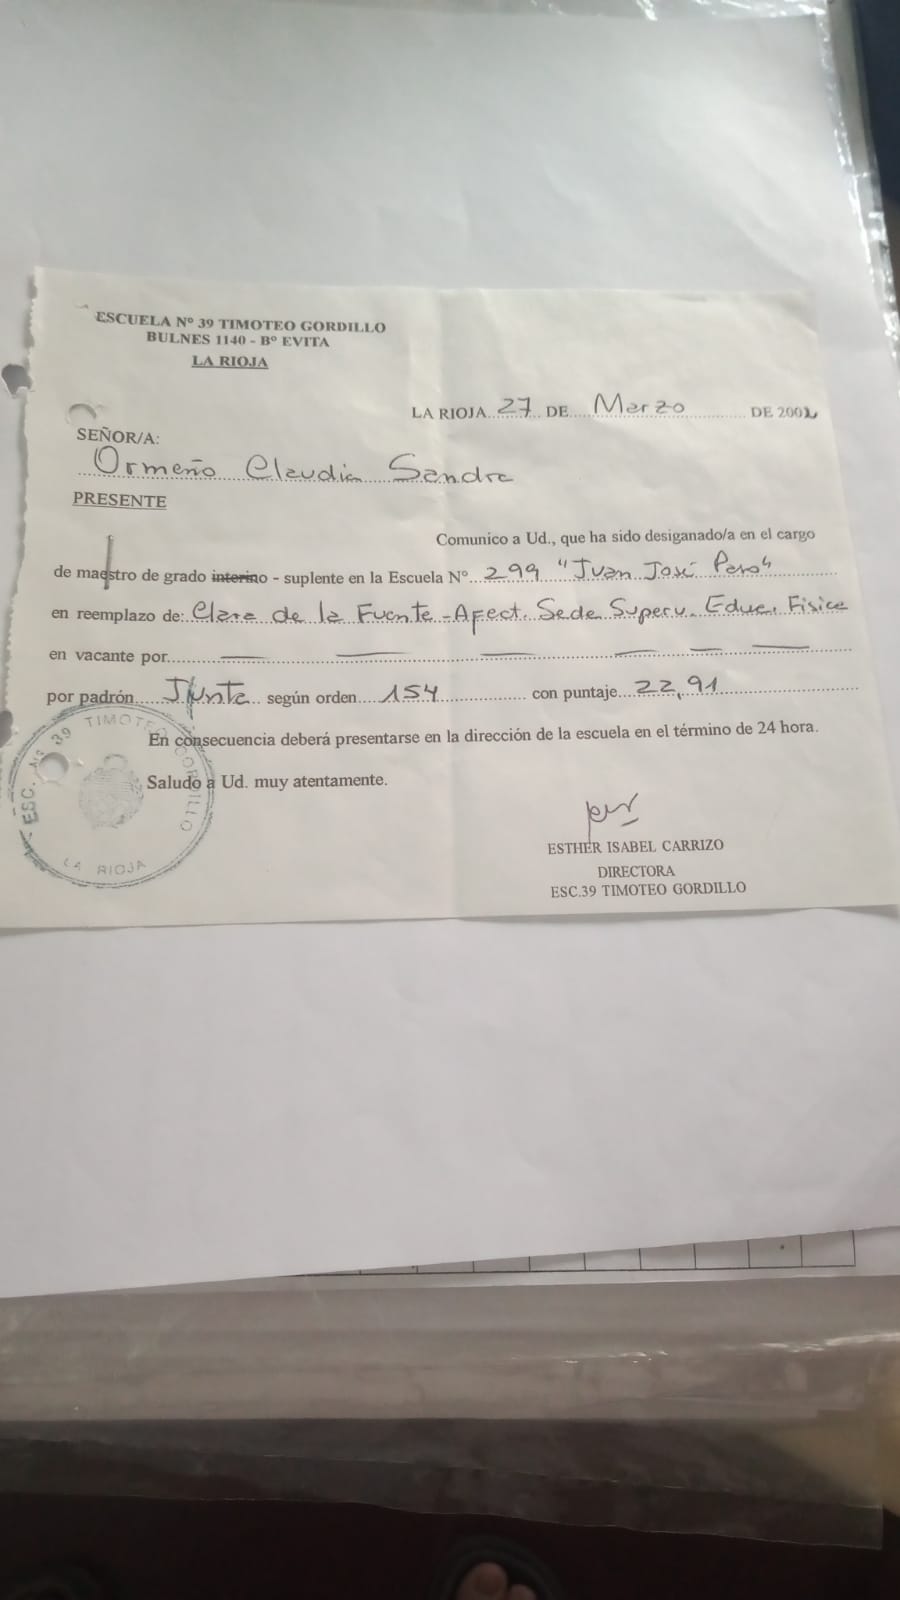 ESCUELA Nº 39 TIMOTEO GORDILLO
BULNES 1140 - Bº EVITA
LA RIOJA
LA RIOJA 27 DE Marzo DE 2002
SEÑOR/A:
Ormeño Claudia Sandra
PRESENTE
Comunico a Ud., que ha sido desiganado/a en el cargo
de maestro de grado interino - suplente en la Escuela Nº 299 "Juan José Paso"
en reemplazo de: Clara de la Fuente - Afect. Sede Superv. Educ. Física
en vacante por
por padrón Junta según orden 154 con puntaje 22,91
En consecuencia deberá presentarse en la dirección de la escuela en el término de 24 hora.
Saludo a Ud. muy atentamente.
ESC. Nº 39 TIMOTEO GORDILLO
LA RIOJA
ESTHER ISABEL CARRIZO
DIRECTORA
ESC.39 TIMOTEO GORDILLO